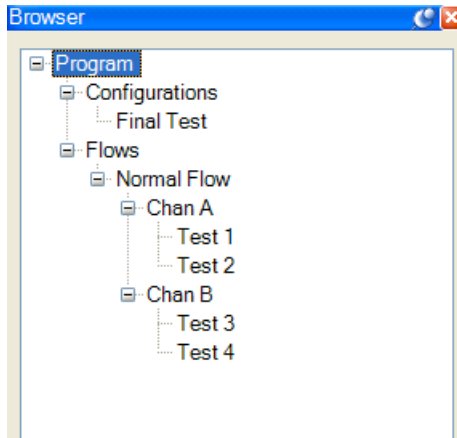 Browser
Program
Configurations
Final Test
Flows
Normal Flow
Chan A
Test 1
Test 2
Chan B
Test 3
Test 4